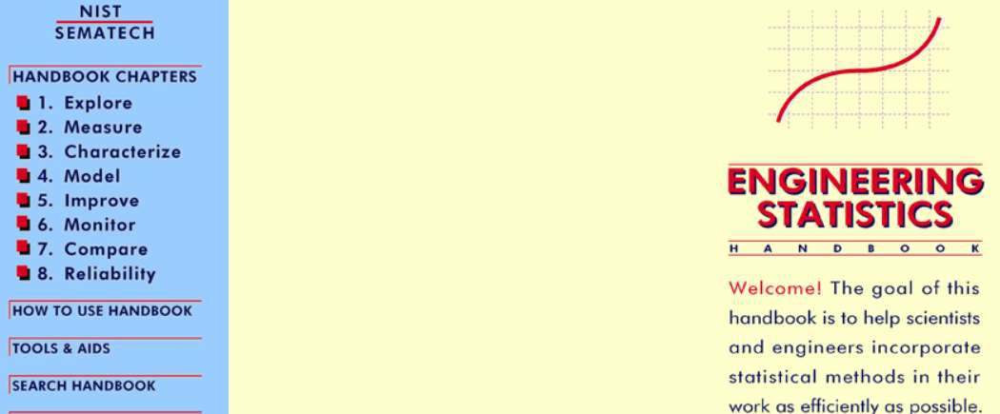 NIST
SEMATECH
HANDBOOK CHAPTERS
1. Explore
2. Measure
3. Characterize
4. Model
5. Improve
6. Monitor
7. Compare
8. Reliability
HOW TO USE HANDBOOK
TOOLS & AIDS
SEARCH HANDBOOK
ENGINEERING
STATISTICS
HANDBOOK
Welcome! The goal of this
handbook is to help scientists
and engineers incorporate
statistical methods in their
work as efficiently as possible.